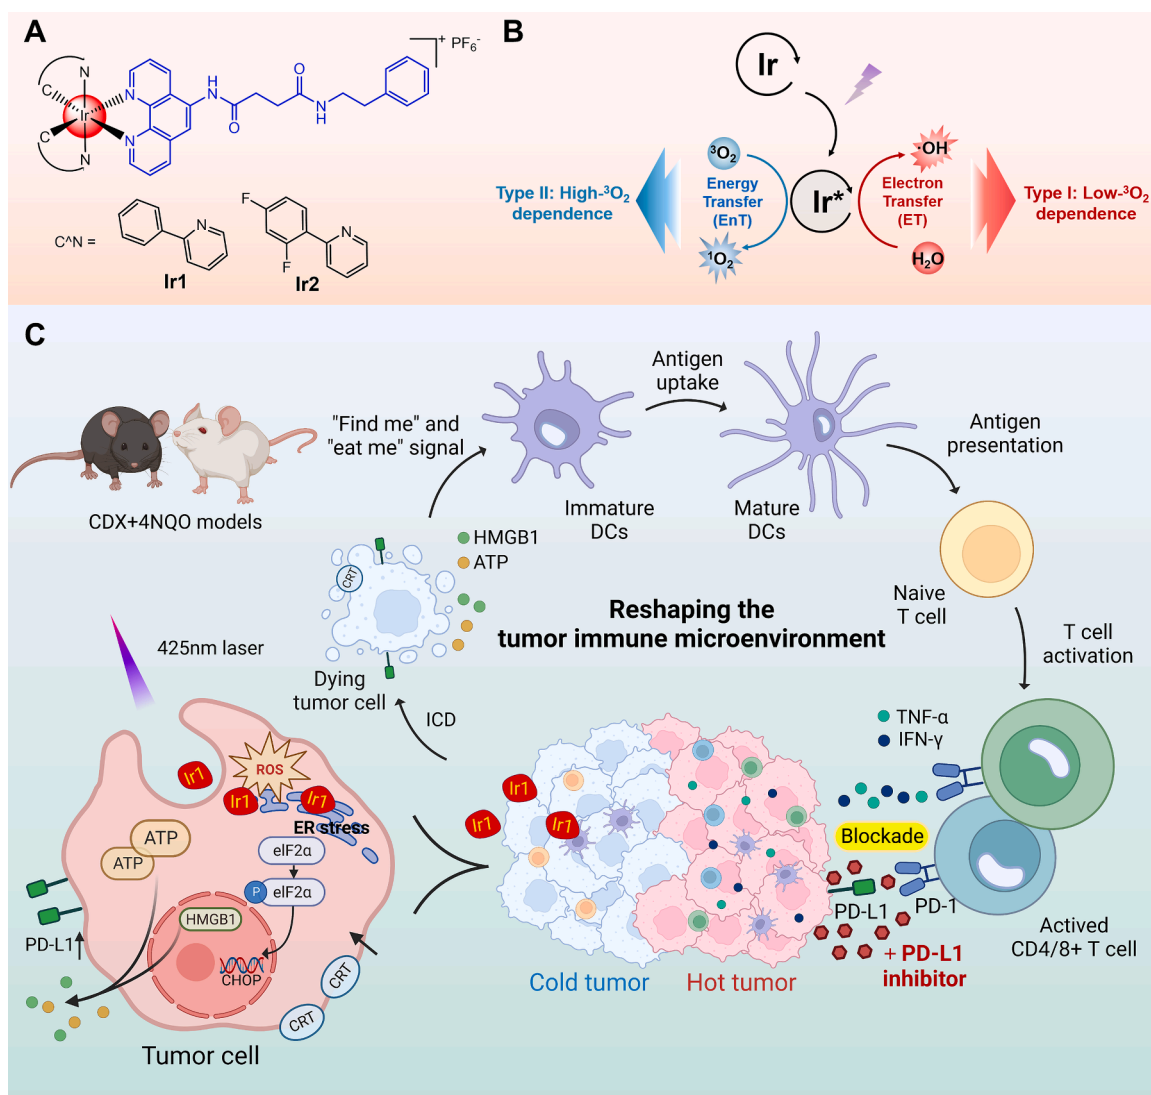 A
+ PF6-
N
C
Ir
C
N
N
N
H
N
O
O
N
H
C^N =
N
Ir1
F
F
N
Ir2
B
Ir
³O₂
·OH
Type II: High-³O₂
dependence
Energy
Transfer
(EnT)
Ir*
Electron
Transfer
(ET)
Type I: Low-³O₂
dependence
¹O₂
H₂O
C
CDX+4NQO models
"Find me" and
"eat me" signal
Immature
DCs
Antigen
uptake
Mature
DCs
Antigen
presentation
HMGB1
ATP
CRT
Dying
tumor cell
ICD
Reshaping the
tumor immune microenvironment
Naive
T cell
T cell
activation
425nm laser
Ir1
ROS
Ir1
Ir1
ER stress
ATP
ATP
eIF2α
P
eIF2α
HMGB1
CHOP
PD-L1
CRT
CRT
Tumor cell
Ir1
Ir1
Ir1
Cold tumor
Hot tumor
TNF-α
IFN-γ
Blockade
PD-L1
PD-1
+ PD-L1
inhibitor
Actived
CD4/8+ T cell